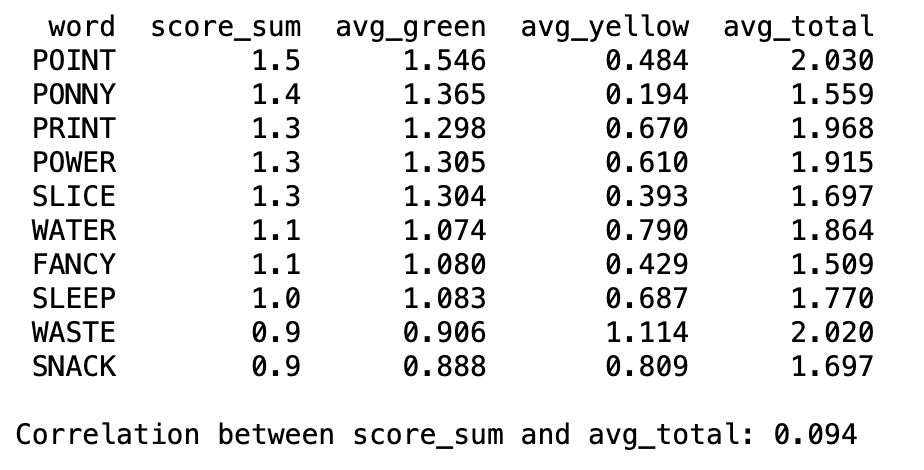 word score_sum avg_green avg_yellow avg_total
POINT 1.5 1.546 0.484 2.030
PONNY 1.4 1.365 0.194 1.559
PRINT 1.3 1.298 0.670 1.968
POWER 1.3 1.305 0.610 1.915
SLICE 1.3 1.304 0.393 1.697
WATER 1.1 1.074 0.790 1.864
FANCY 1.1 1.080 0.429 1.509
SLEEP 1.0 1.083 0.687 1.770
WASTE 0.9 0.906 1.114 2.020
SNACK 0.9 0.888 0.809 1.697
Correlation between score_sum and avg_total: 0.094